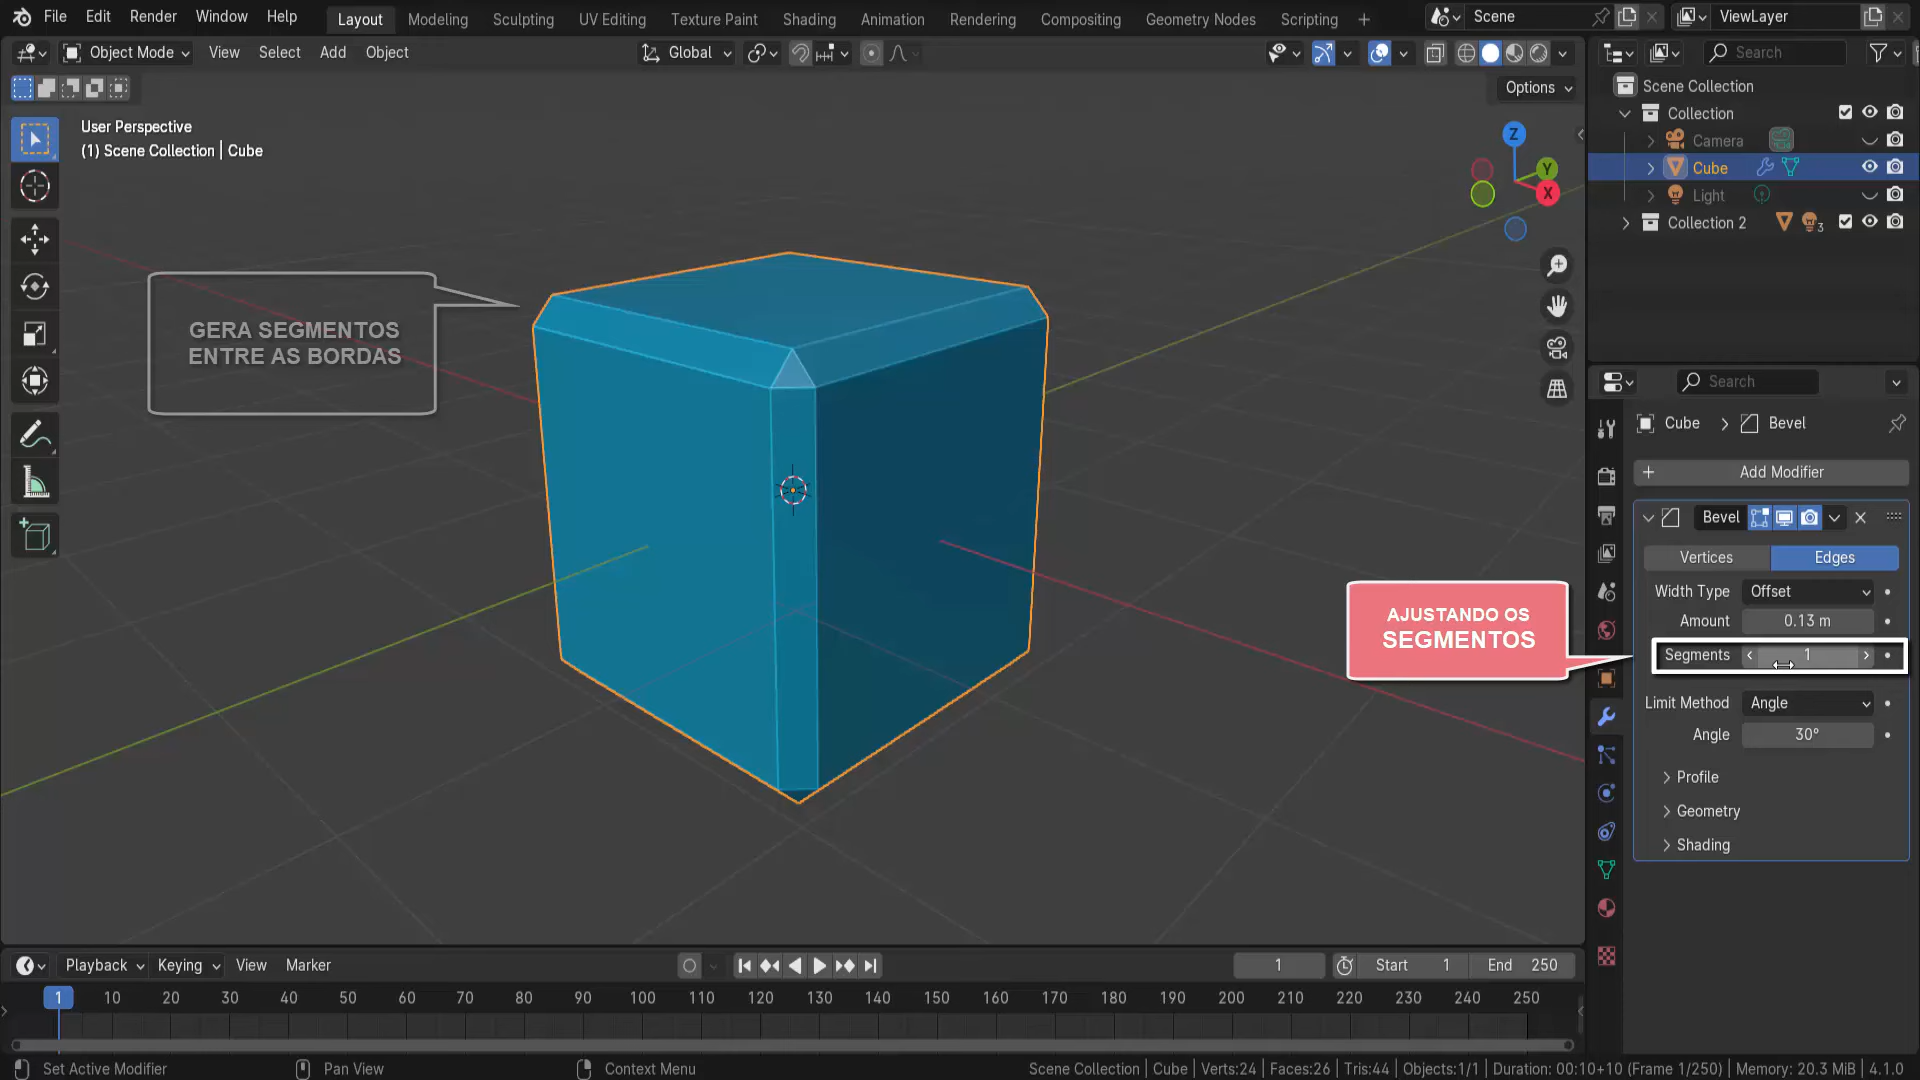 File Edit Render Window Help Layout Modeling Sculpting UV Editing Texture Paint Shading Animation Rendering Compositing Geometry Nodes Scripting + Scene ViewLayer
Object Mode View Select Add Object Global Search
Options
User Perspective
(1) Scene Collection | Cube
Z
Y
X
GERA SEGMENTOS
ENTRE AS BORDAS
AJUSTANDO OS
SEGMENTOS
Scene Collection
Collection
Camera
Cube
Light
Collection 2 3
Search
Cube > Bevel
+ Add Modifier
Bevel
Vertices Edges
Width Type Offset
Amount 0.13 m
Segments 1
Limit Method Angle
Angle 30°
Profile
Geometry
Shading
Playback Keying View Marker 1 Start 1 End 250
1 10 20 30 40 50 60 70 80 90 100 110 120 130 140 150 160 170 180 190 200 210 220 230 240 250
Set Active Modifier Pan View Context Menu Scene Collection | Cube | Verts:24 | Faces:26 | Tris:44 | Objects:1/1 | Duration: 00:10+10 (Frame 1/250) | Memory: 20.3 MiB | 4.1.0